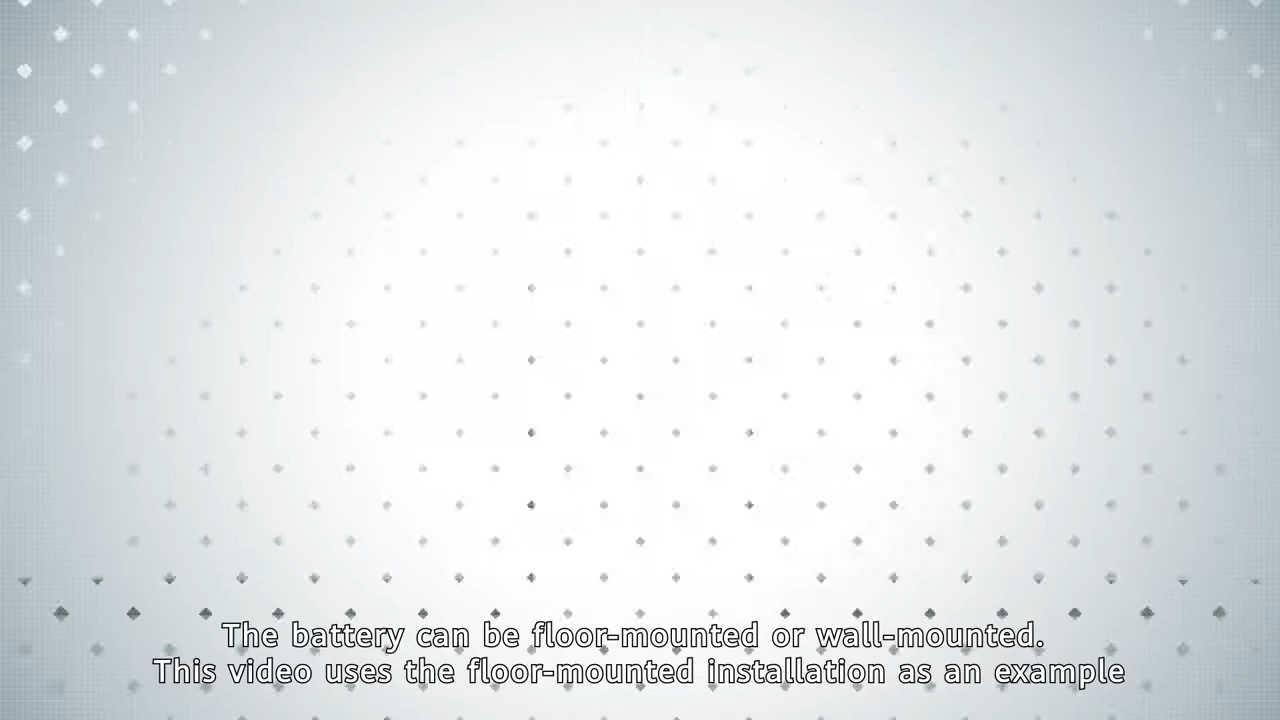 The battery can be floor-mounted or wall-mounted.
This video uses the floor-mounted installation as an example